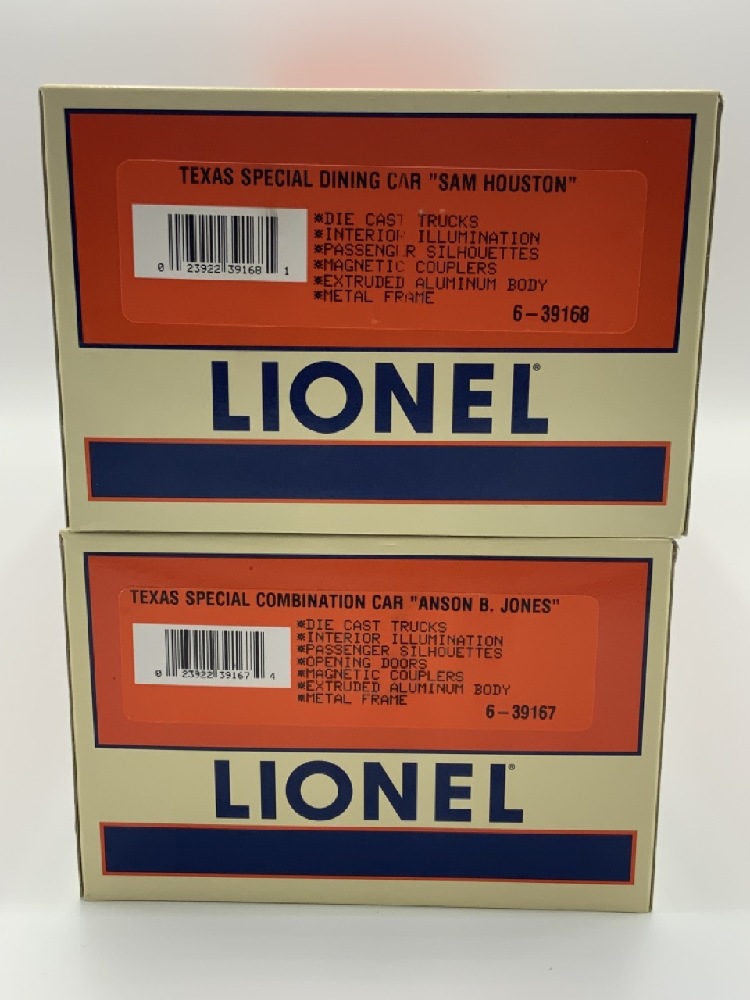 TEXAS SPECIAL DINING CAR "SAM HOUSTON"
※DIE CAST TRUCKS
※INTERIOR ILLUMINATION
※PASSENGER SILHOUETTES
※MAGNETIC COUPLERS
※EXTRUDED ALUMINUM BODY
※METAL FRAME
0 23922 39168 1
6-39168
LIONEL®
TEXAS SPECIAL COMBINATION CAR "ANSON B. JONES"
※DIE CAST TRUCKS
※INTERIOR ILLUMINATION
※PASSENGER SILHOUETTES
※OPENING DOORS
※MAGNETIC COUPLERS
※EXTRUDED ALUMINUM BODY
※METAL FRAME
0 23922 39167 4
6-39167
LIONEL®